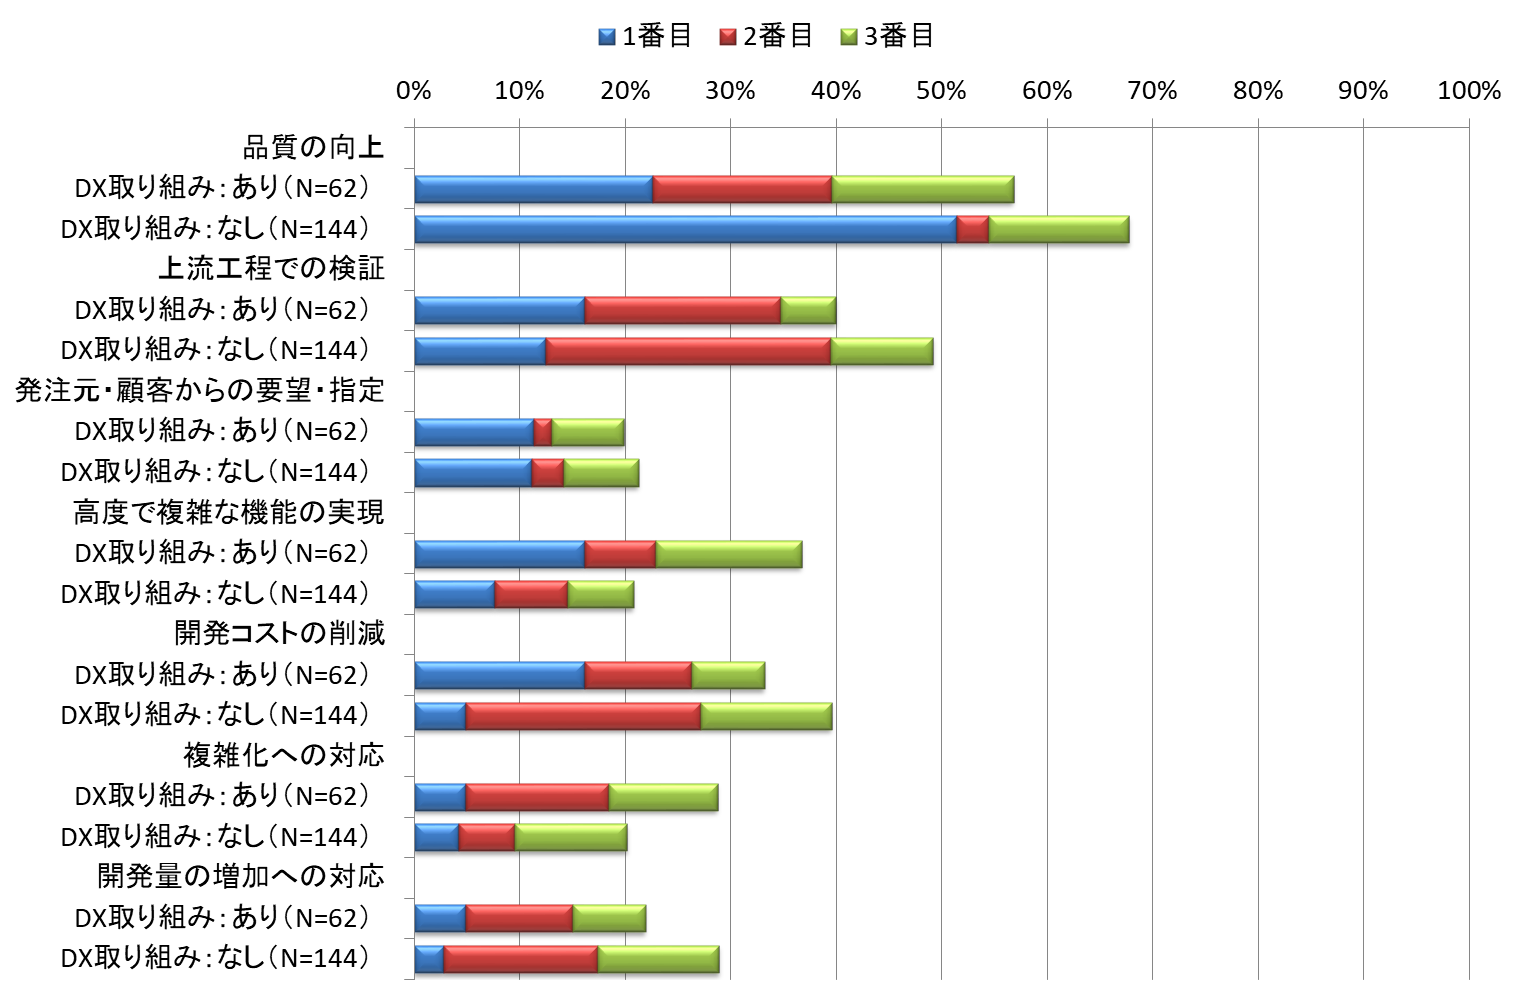 1番目 2番目 3番目
0% 10% 20% 30% 40% 50% 60% 70% 80% 90% 100%
品質の向上
DX取り組み：あり（N=62）
DX取り組み：なし（N=144）
上流工程での検証
DX取り組み：あり（N=62）
DX取り組み：なし（N=144）
発注元・顧客からの要望・指定
DX取り組み：あり（N=62）
DX取り組み：なし（N=144）
高度で複雑な機能の実現
DX取り組み：あり（N=62）
DX取り組み：なし（N=144）
開発コストの削減
DX取り組み：あり（N=62）
DX取り組み：なし（N=144）
複雑化への対応
DX取り組み：あり（N=62）
DX取り組み：なし（N=144）
開発量の増加への対応
DX取り組み：あり（N=62）
DX取り組み：なし（N=144）